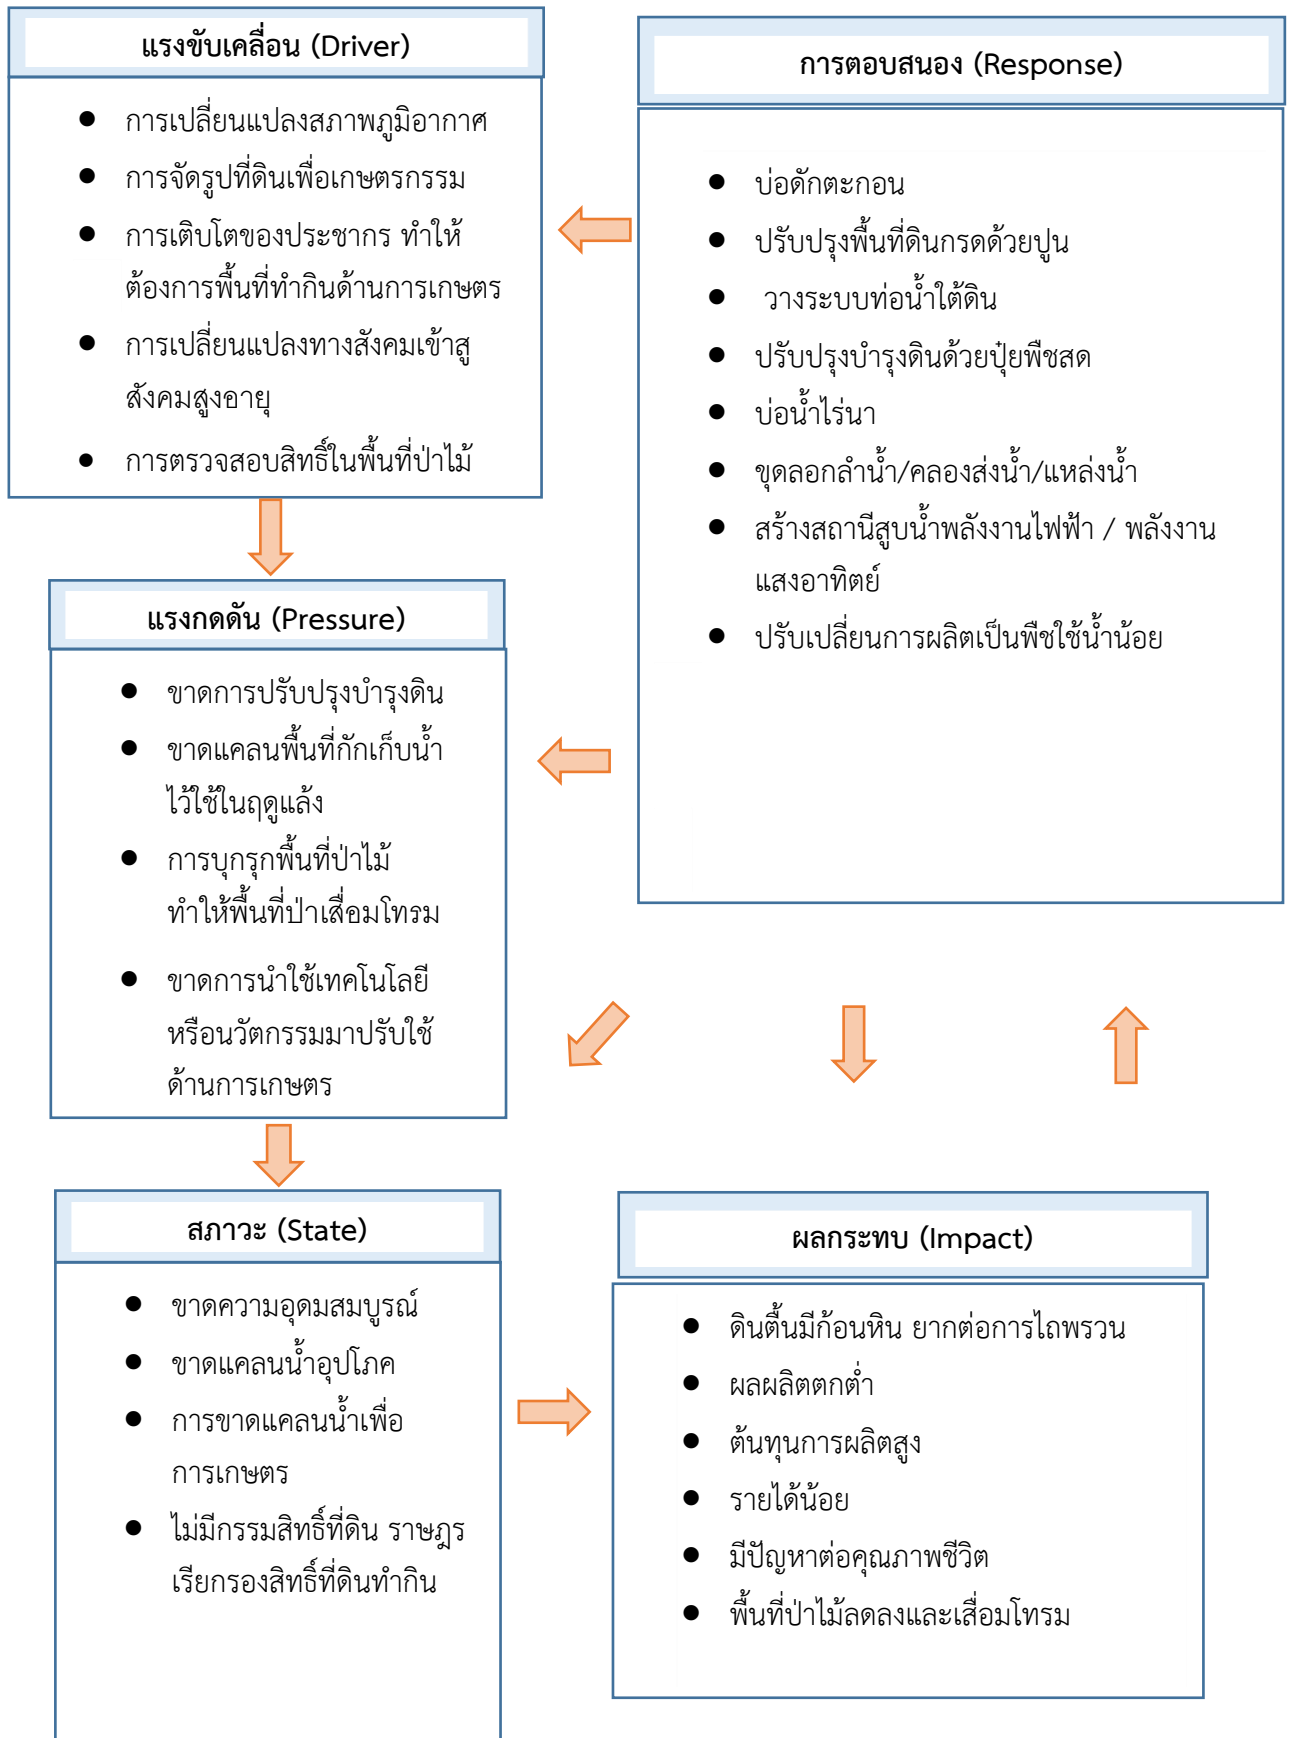 แรงขับเคลื่อน (Driver)
การเปลี่ยนแปลงสภาพภูมิอากาศ
การจัดรูปที่ดินเพื่อเกษตรกรรม
การเติบโตของประชากร ทำให้
ต้องการพื้นที่ทำกินด้านการเกษตร
การเปลี่ยนแปลงทางสังคมเข้าสู
สังคมสูงอายุ
การตรวจสอบสิทธิ์ในพื้นที่ป่าไม้
การตอบสนอง (Response)
บ่อดักตะกอน
ปรับปรุงพื้นที่ดินกรดด้วยปูน
วางระบบท่อน้ำใต้ดิน
ปรับปรุงบำรุงดินด้วยปุ๋ยพืชสด
บ่อน้ำไร่นา
ขุดลอกลำน้ำ/คลองส่งน้ำ/แหล่งน้ำ
สร้างสถานีสูบน้ำพลังงานไฟฟ้า / พลังงาน
แสงอาทิตย์
ปรับเปลี่ยนการผลิตเป็นพืชใช้น้ำน้อย
แรงกดดัน (Pressure)
ขาดการปรับปรุงบำรุงดิน
ขาดแคลนพื้นที่กักเก็บน้ำ
ไว้ใช้ในฤดูแล้ง
การบุกรุกพื้นที่ป่าไม้
ทำให้พื้นที่ป่าเสื่อมโทรม
ขาดการนำใช้เทคโนโลยี
หรือนวัตกรรมมาปรับใช้
ด้านการเกษตร
สภาวะ (State)
ขาดความอุดมสมบูรณ์
ขาดแคลนน้ำอุปโภค
การขาดแคลนน้ำเพื่อ
การเกษตร
ไม่มีกรรมสิทธิ์ที่ดิน ราษฎร
เรียกรองสิทธิ์ที่ดินทำกิน
ผลกระทบ (Impact)
ดินตื้นมีก้อนหิน ยากต่อการไถพรวน
ผลผลิตตกต่ำ
ต้นทุนการผลิตสูง
รายได้น้อย
มีปัญหาต่อคุณภาพชีวิต
พื้นที่ป่าไม้ลดลงและเสื่อมโทรม